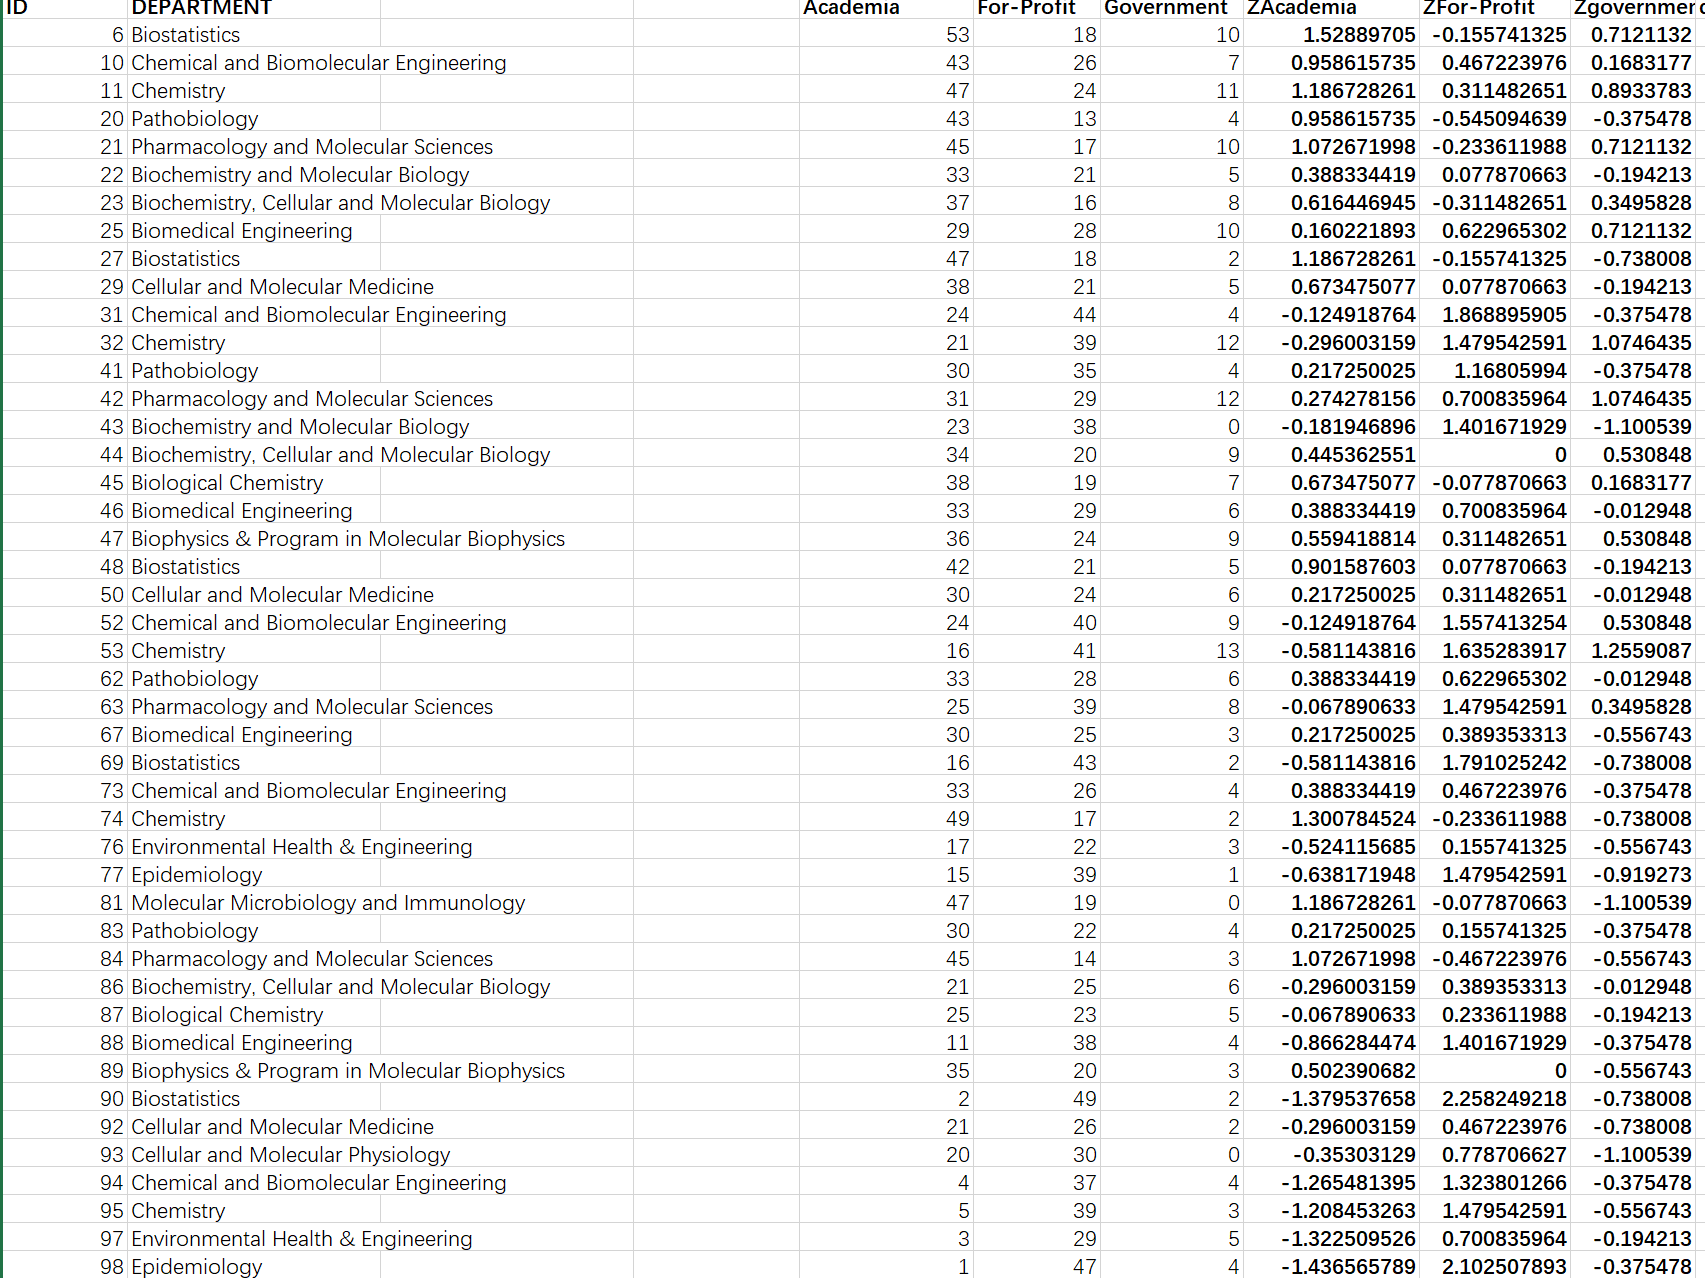 ID DEPARTMENT Academia For-Profit Government ZAcademia ZFor-Profit Zgovernmen
6 Biostatistics 53 18 10 1.52889705 -0.155741325 0.7121132
10 Chemical and Biomolecular Engineering 43 26 7 0.958615735 0.467223976 0.1683177
11 Chemistry 47 24 11 1.186728261 0.311482651 0.8933783
20 Pathobiology 43 13 4 0.958615735 -0.545094639 -0.375478
21 Pharmacology and Molecular Sciences 45 17 10 1.072671998 -0.233611988 0.7121132
22 Biochemistry and Molecular Biology 33 21 5 0.388334419 0.077870663 -0.194213
23 Biochemistry, Cellular and Molecular Biology 37 16 8 0.616446945 -0.311482651 0.3495828
25 Biomedical Engineering 29 28 10 0.160221893 0.622965302 0.7121132
27 Biostatistics 47 18 2 1.186728261 -0.155741325 -0.738008
29 Cellular and Molecular Medicine 38 21 5 0.673475077 0.077870663 -0.194213
31 Chemical and Biomolecular Engineering 24 44 4 -0.124918764 1.868895905 -0.375478
32 Chemistry 21 39 12 -0.296003159 1.479542591 1.0746435
41 Pathobiology 30 35 4 0.217250025 1.16805994 -0.375478
42 Pharmacology and Molecular Sciences 31 29 12 0.274278156 0.700835964 1.0746435
43 Biochemistry and Molecular Biology 23 38 0 -0.181946896 1.401671929 -1.100539
44 Biochemistry, Cellular and Molecular Biology 34 20 9 0.445362551 0 0.530848
45 Biological Chemistry 38 19 7 0.673475077 -0.077870663 0.1683177
46 Biomedical Engineering 33 29 6 0.388334419 0.700835964 -0.012948
47 Biophysics & Program in Molecular Biophysics 36 24 9 0.559418814 0.311482651 0.530848
48 Biostatistics 42 21 5 0.901587603 0.077870663 -0.194213
50 Cellular and Molecular Medicine 30 24 6 0.217250025 0.311482651 -0.012948
52 Chemical and Biomolecular Engineering 24 40 9 -0.124918764 1.557413254 0.530848
53 Chemistry 16 41 13 -0.581143816 1.635283917 1.2559087
62 Pathobiology 33 28 6 0.388334419 0.622965302 -0.012948
63 Pharmacology and Molecular Sciences 25 39 8 -0.067890633 1.479542591 0.3495828
67 Biomedical Engineering 30 25 3 0.217250025 0.389353313 -0.556743
69 Biostatistics 16 43 2 -0.581143816 1.791025242 -0.738008
73 Chemical and Biomolecular Engineering 33 26 4 0.388334419 0.467223976 -0.375478
74 Chemistry 49 17 2 1.300784524 -0.233611988 -0.738008
76 Environmental Health & Engineering 17 22 3 -0.524115685 0.155741325 -0.556743
77 Epidemiology 15 39 1 -0.638171948 1.479542591 -0.919273
81 Molecular Microbiology and Immunology 47 19 0 1.186728261 -0.077870663 -1.100539
83 Pathobiology 30 22 4 0.217250025 0.155741325 -0.375478
84 Pharmacology and Molecular Sciences 45 14 3 1.072671998 -0.467223976 -0.556743
86 Biochemistry, Cellular and Molecular Biology 21 25 6 -0.296003159 0.389353313 -0.012948
87 Biological Chemistry 25 23 5 -0.067890633 0.233611988 -0.194213
88 Biomedical Engineering 11 38 4 -0.866284474 1.401671929 -0.375478
89 Biophysics & Program in Molecular Biophysics 35 20 3 0.502390682 0 -0.556743
90 Biostatistics 2 49 2 -1.379537658 2.258249218 -0.738008
92 Cellular and Molecular Medicine 21 26 2 -0.296003159 0.467223976 -0.738008
93 Cellular and Molecular Physiology 20 30 0 -0.35303129 0.778706627 -1.100539
94 Chemical and Biomolecular Engineering 4 37 4 -1.265481395 1.323801266 -0.375478
95 Chemistry 5 39 3 -1.208453263 1.479542591 -0.556743
97 Environmental Health & Engineering 3 29 5 -1.322509526 0.700835964 -0.194213
98 Epidemiology 1 47 4 -1.436565789 2.102507893 -0.375478